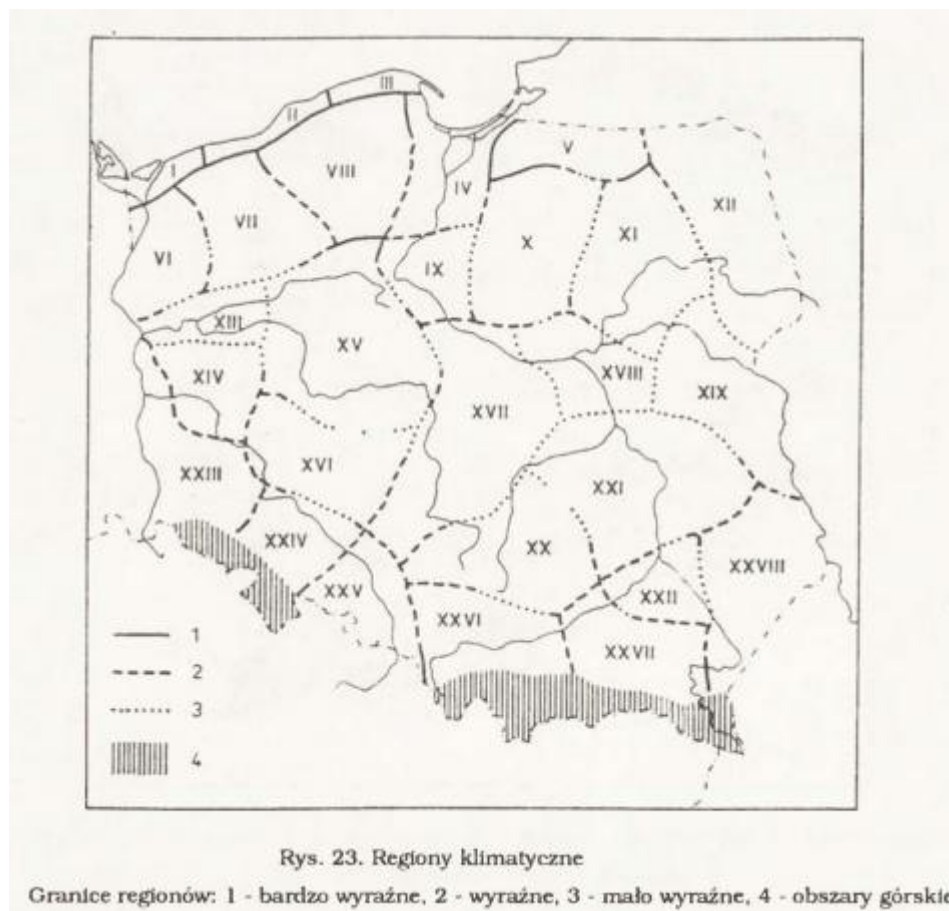 III
II
V
I
VIII
IV
XII
VII
XI
X
VI
IX
XIII
XV
XVIII
XIV
XIX
XVII
XVI
XXIII
XXI
XXIV
XX
XXVIII
XXV
XXII
XXVI
XXVII
1
2
3
4
Rys. 23. Regiony klimatyczne
Granice regionów: 1 - bardzo wyraźne, 2 - wyraźne, 3 - mało wyraźne, 4 - obszary górskie